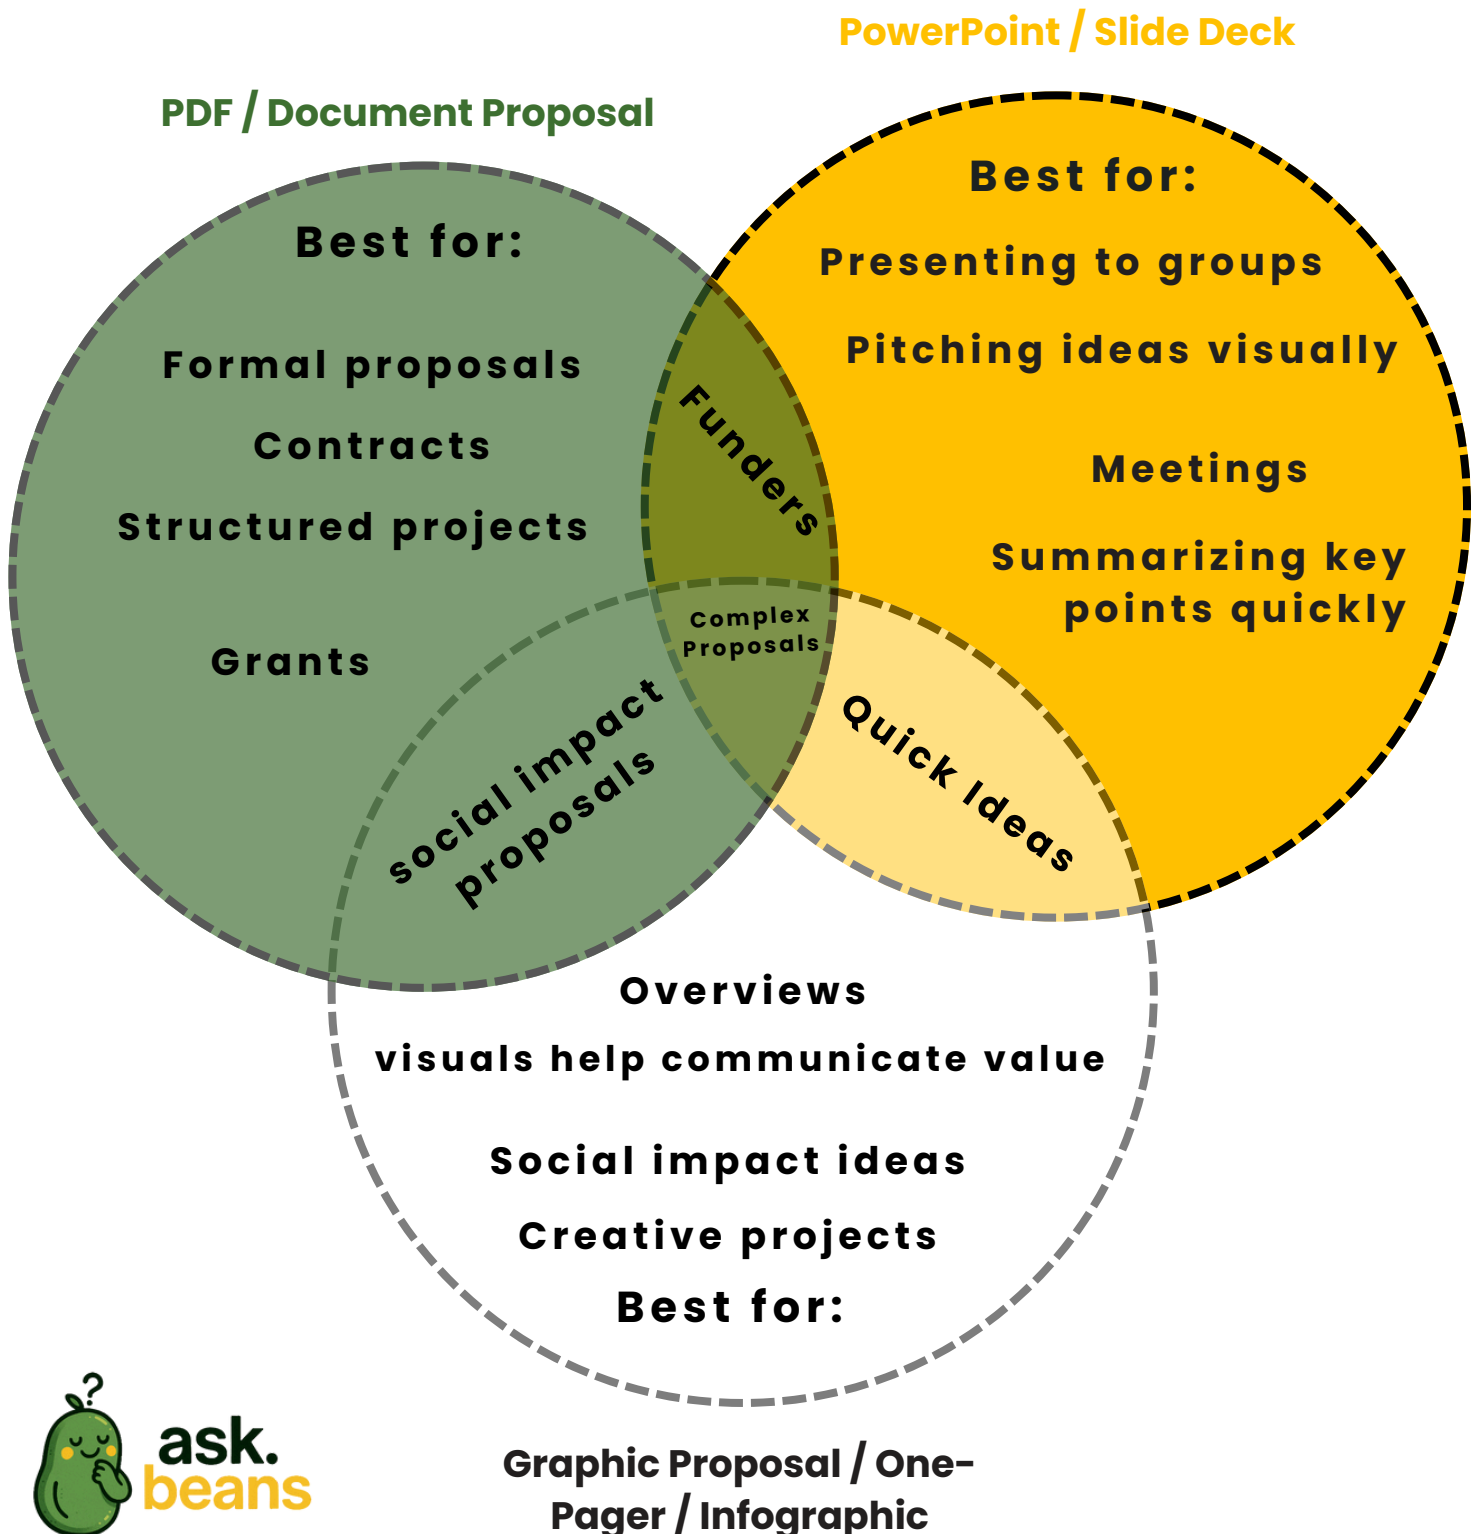 PowerPoint / Slide Deck
PDF / Document Proposal
Best for:
Formal proposals
Contracts
Structured projects
Grants
Best for:
Presenting to groups
Pitching ideas visually
Meetings
Summarizing key
points quickly
Funders
Complex
Proposals
social impact
proposals
Quick Ideas
Overviews
visuals help communicate value
Social impact ideas
Creative projects
Best for:
?
ask.
beans
Graphic Proposal / One-
Pager / Infographic